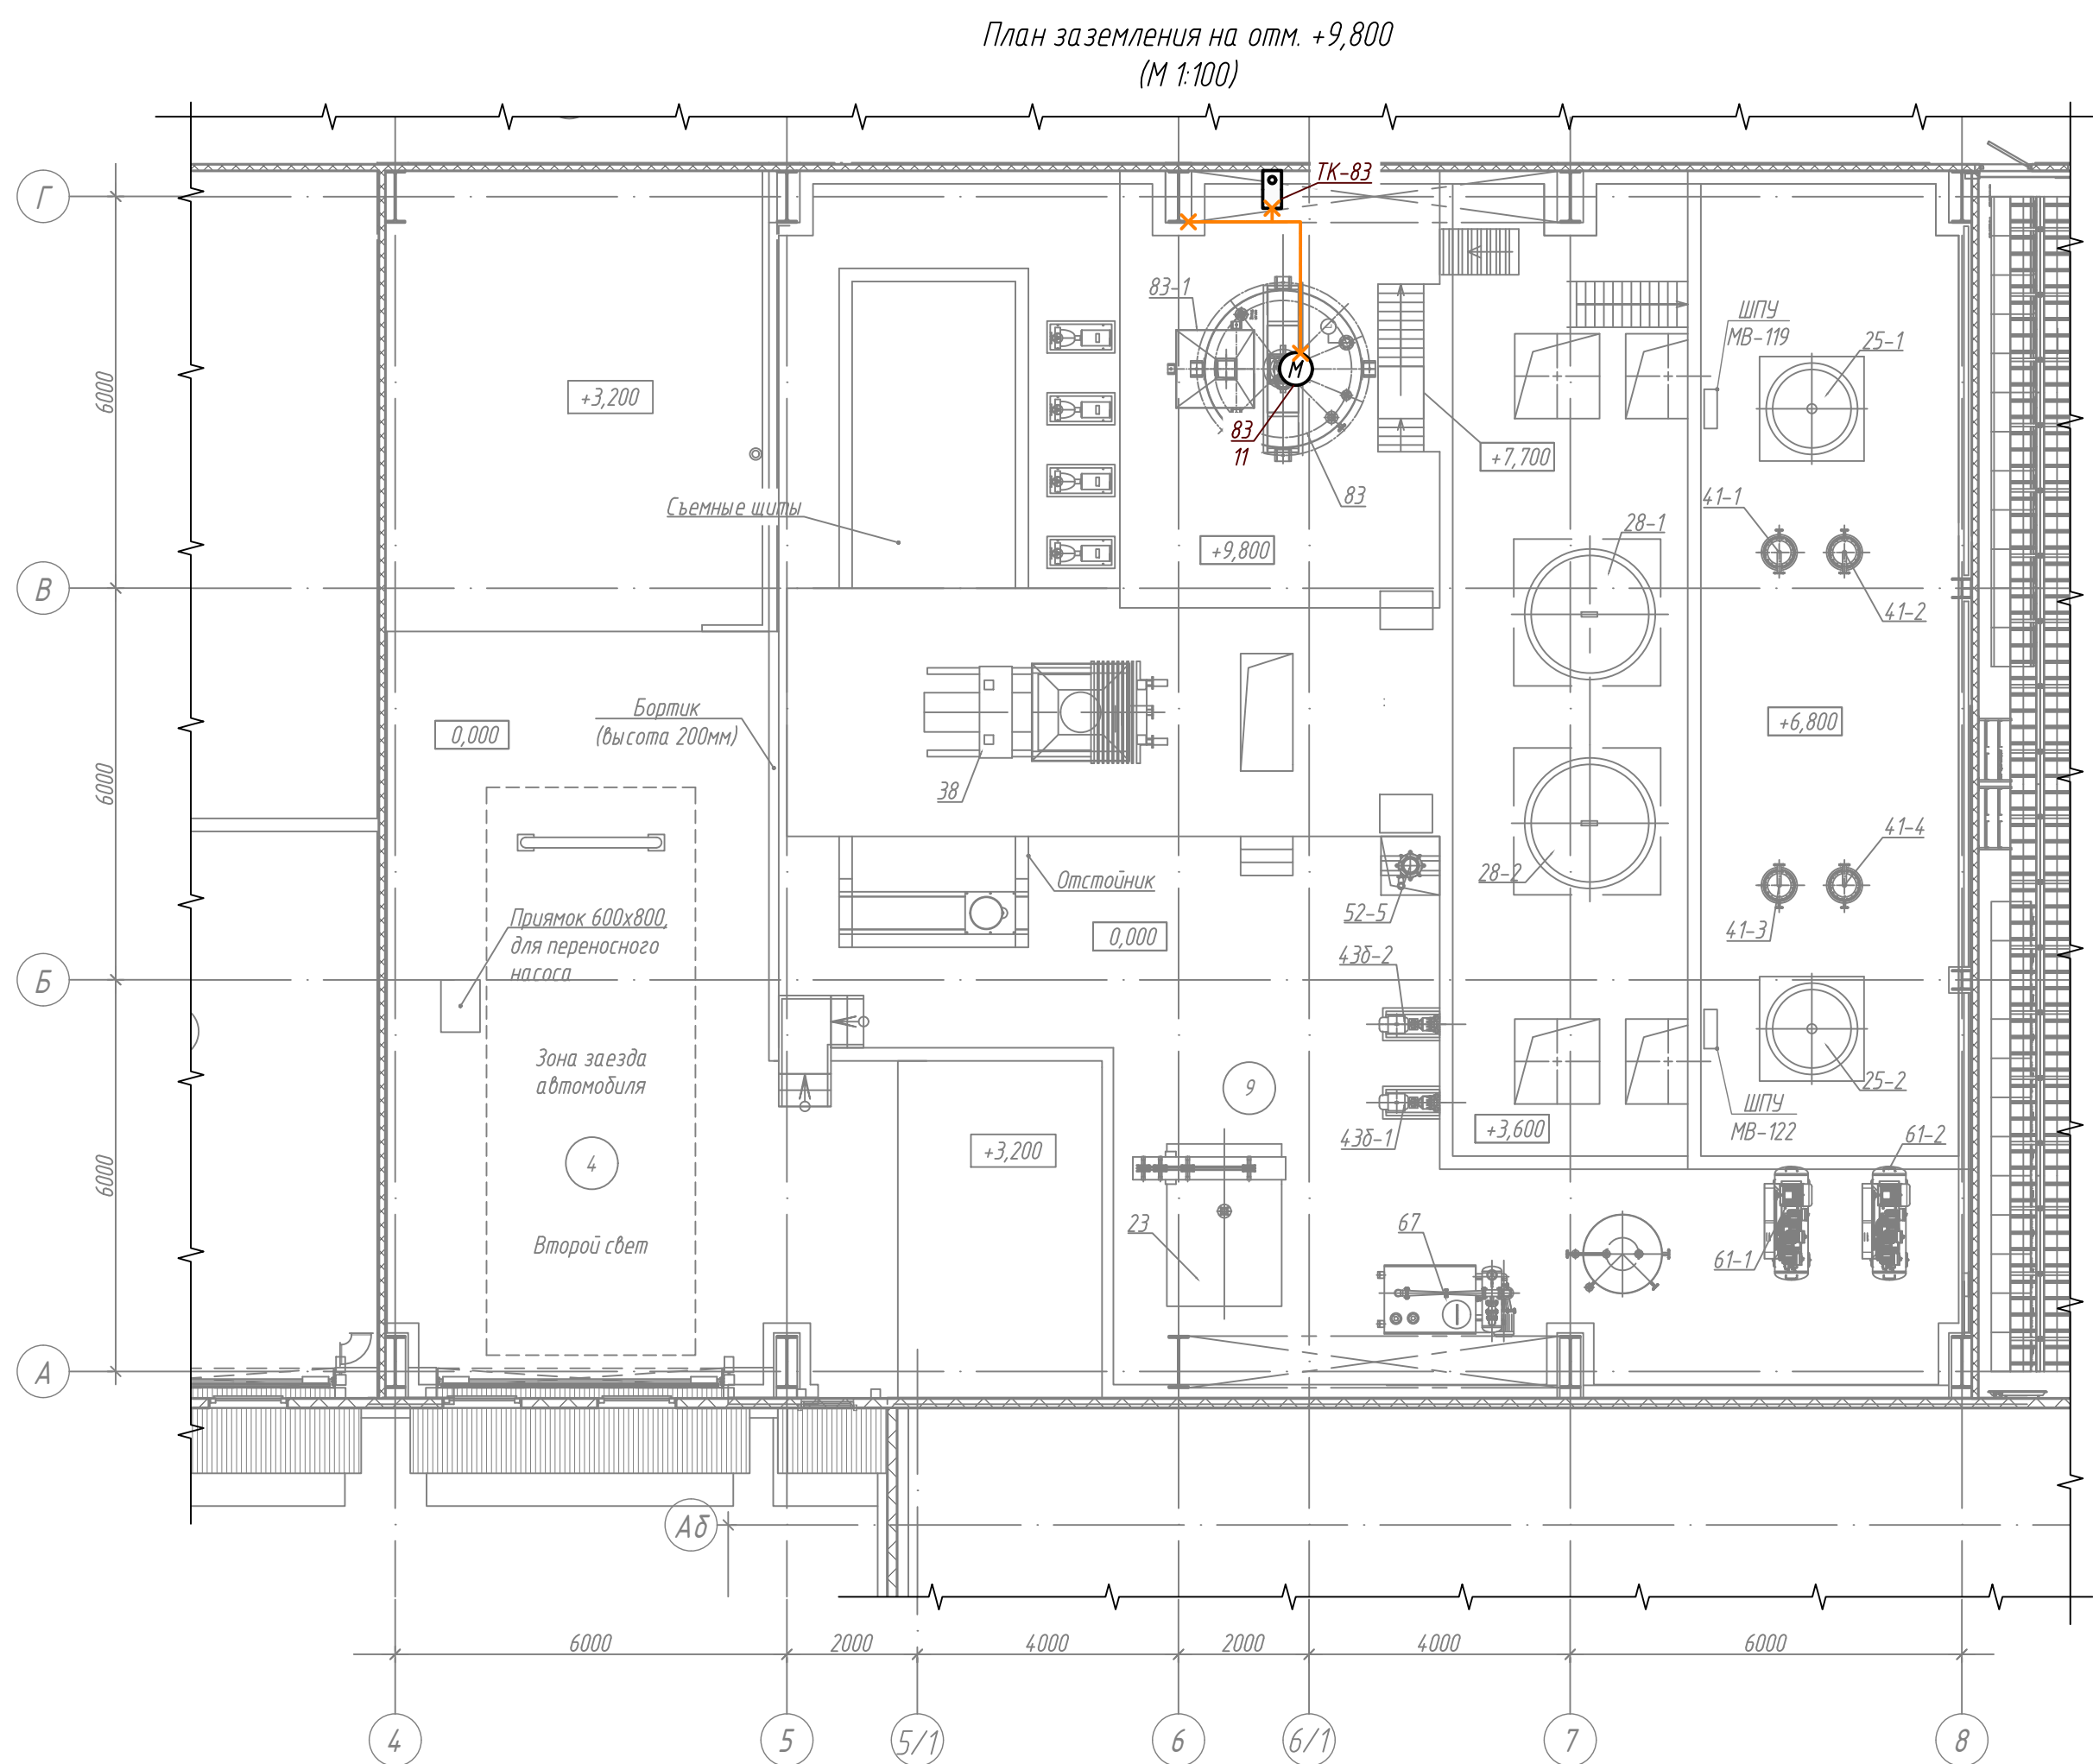 План заземления на отм. +9,800
(М 1:100)
ТК-83
Г
83-1
ШПУ
МВ-119
25-1
6000
+3,200
М
83
11
+7,700
83
Съемные щиты
41-1
28-1
+9,800
В
41-2
Бортик
(высота 200мм)
0,000
+6,800
38
6000
41-4
Отстойник
28-2
52-5
Приямок 600х800,
для переносного
насоса
0,000
41-3
43б-2
Б
Зона заезда
автомобиля
9
25-2
ШПУ
МВ-122
+3,600
43б-1
61-2
+3,200
4
6000
23
67
Второй свет
61-1
А
Аб
6000
2000
4000
2000
4000
6000
4
5
5/1
6
6/1
7
8